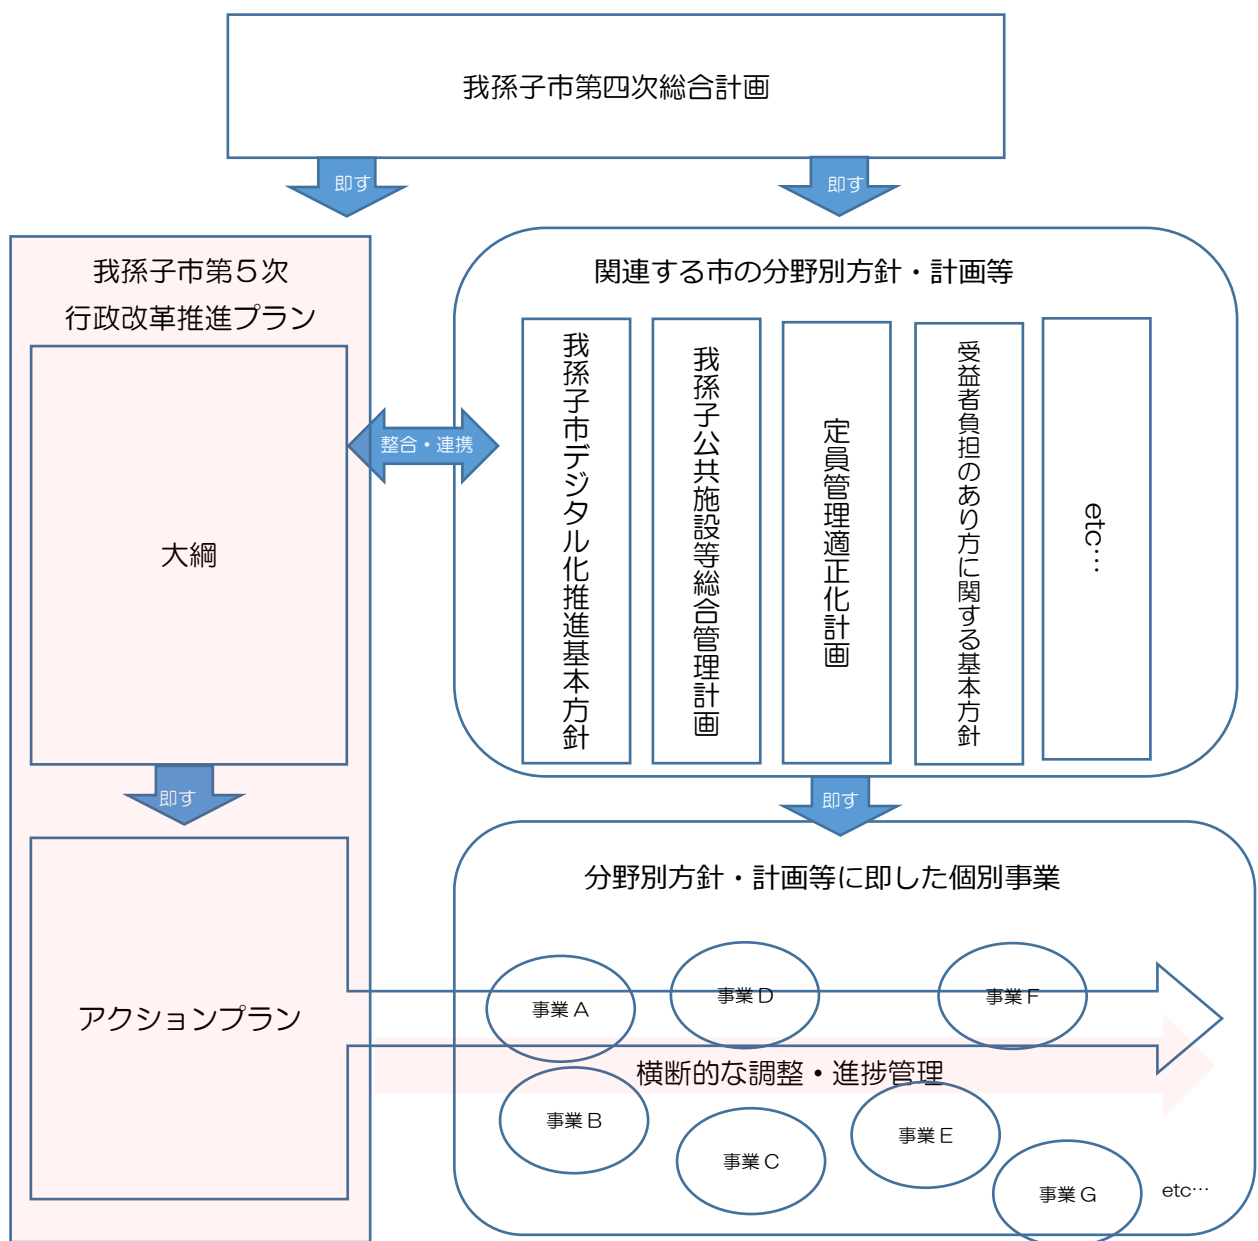 我孫子市第四次総合計画
即す
即す
我孫子市第５次
行政改革推進プラン
大綱
即す
アクションプラン
整合・連携
関連する市の分野別方針・計画等
我孫子市デジタル化推進基本方針
我孫子公共施設等総合管理計画
定員管理適正化計画
受益者負担のあり方に関する基本方針
etc…
即す
分野別方針・計画等に即した個別事業
事業Ａ
事業Ｄ
事業Ｆ
横断的な調整・進捗管理
事業Ｂ
事業Ｃ
事業Ｅ
事業Ｇ
etc…